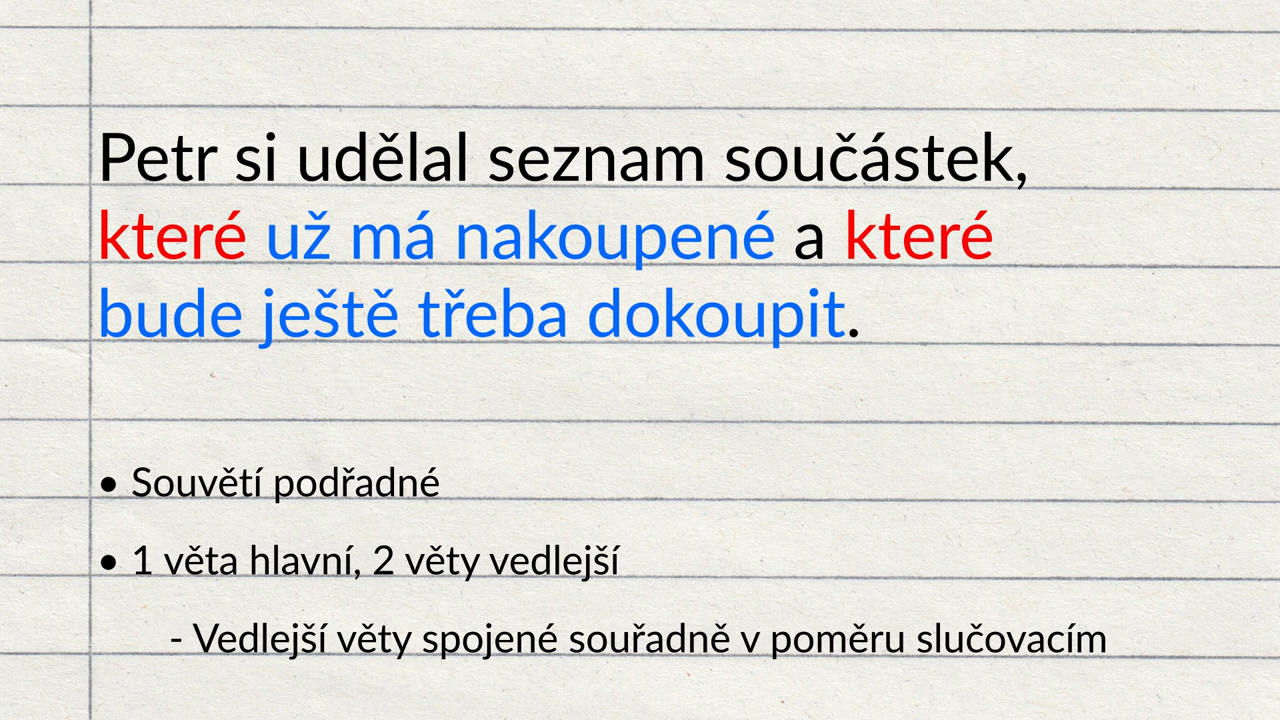 Petr si udělal seznam součástek,
které už má nakoupené a které
bude ještě třeba dokoupit.
• Souvětí podřadné
• 1 věta hlavní, 2 věty vedlejší
- Vedlejší věty spojené souřadně v poměru slučovacím